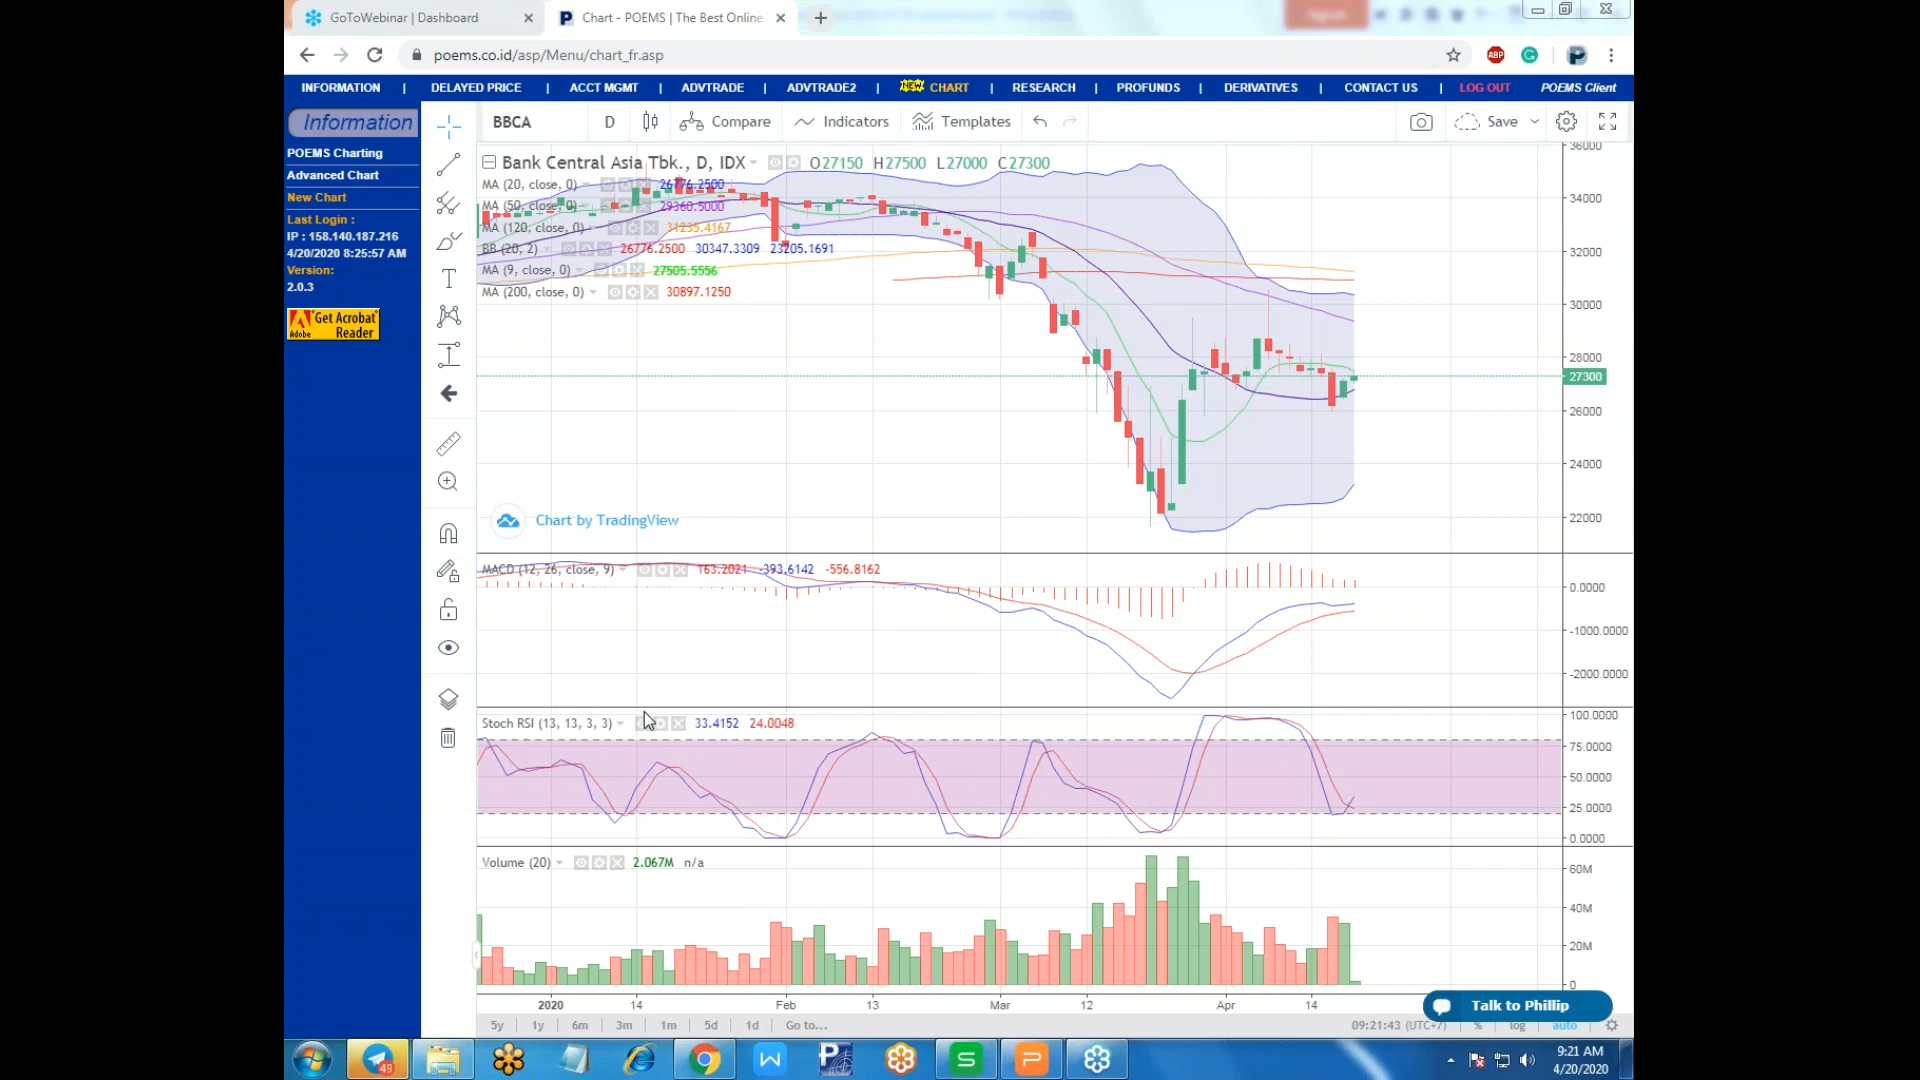 GoToWebinar | Dashboard
Chart - POEMS | The Best Online
poems.co.id/asp/Menu/chart_fr.asp
ABP
INFORMATION | DELAYED PRICE | ACCT MGMT | ADVTRADE | ADVTRADE2 | NEW CHART | RESEARCH | PROFUNDS | DERIVATIVES | CONTACT US | LOG OUT POEMS Client
Information
POEMS Charting
Advanced Chart
New Chart
Last Login :
IP : 158.140.187.216
4/20/2020 8:25:57 AM
Version:
2.0.3
Get Acrobat
Adobe Reader
BBCA D Compare Indicators Templates Save
Bank Central Asia Tbk., D, IDX O27150 H27500 L27000 C27300
MA (20, close, 0) 26776.2500
MA (50, close, 0) 29360.5000
MA (120, close, 0) 31235.4167
BB (20, 2) 26776.2500 30347.3309 23205.1691
MA (9, close, 0) 27505.5556
MA (200, close, 0) 30897.1250
36000
34000
32000
30000
28000
27300
26000
24000
22000
Chart by TradingView
MACD (12, 26, close, 9) 163.2021 -393.6142 -556.8162
0.0000
-1000.0000
-2000.0000
Stoch RSI (13, 13, 3, 3) 33.4152 24.0048
100.0000
75.0000
50.0000
25.0000
0.0000
Volume (20) 2.067M n/a
60M
40M
20M
0
2020 14 Feb 13 Mar 12 Apr 14
Talk to Phillip
5y 1y 6m 3m 1m 5d 1d Go to... 09:21:43 (UTC+7) % log auto
49
9:21 AM
4/20/2020